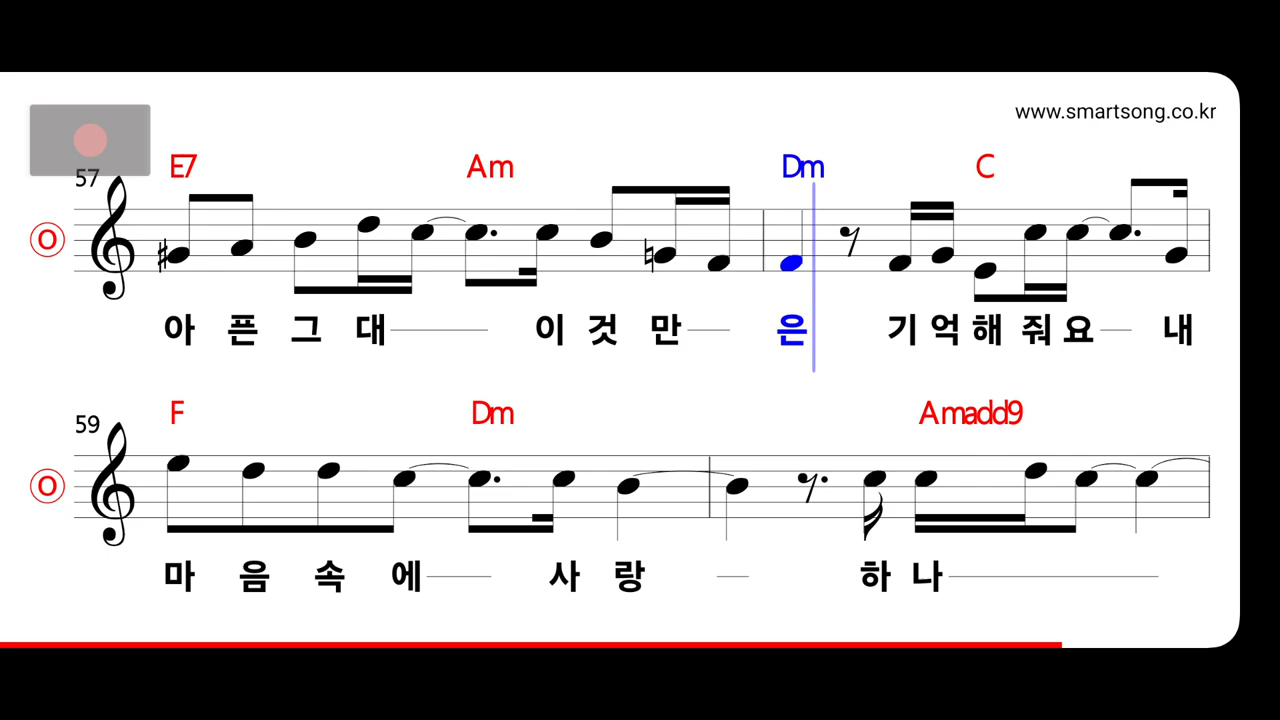 www.smartsong.co.kr
57
E7 Am Dm C
O
아 픈 그 대 이 것 만 은 기 억 해 줘 요 내
59
F Dm Amadd9
O
마 음 속 에 사 랑 하 나